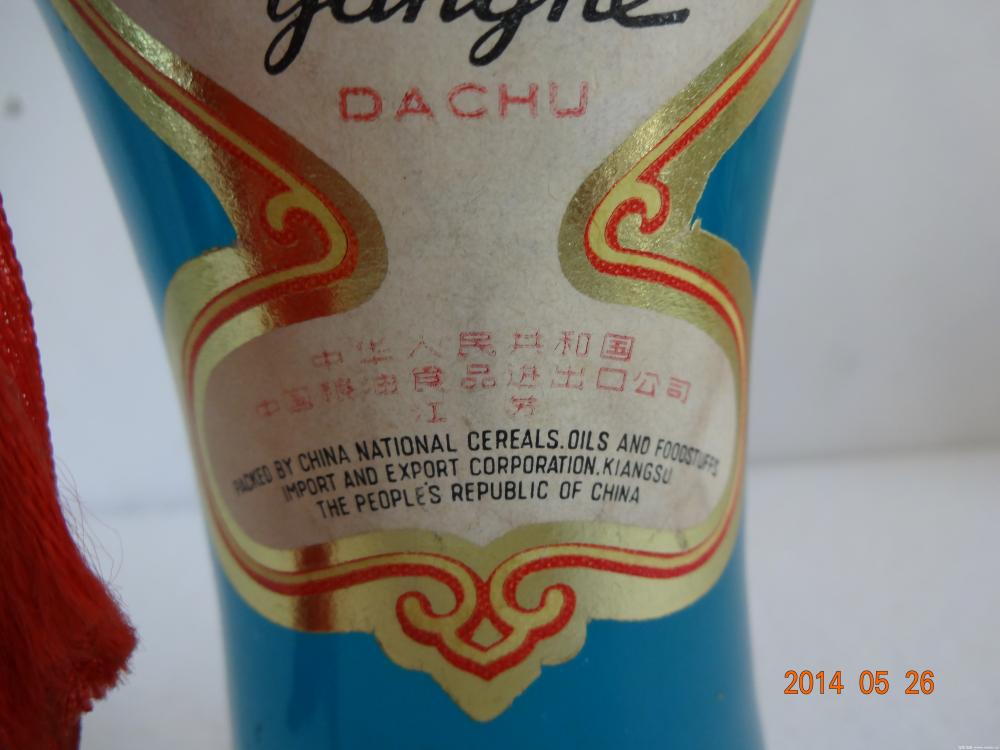 yanghe
DACHU
中华人民共和国
中国粮油食品进出口公司
江 苏
PACKED BY CHINA NATIONAL CEREALS.OILS AND FOODSTUFFS
IMPORT AND EXPORT CORPORATION.KIANGSU
THE PEOPLE'S REPUBLIC OF CHINA
2014 05 26